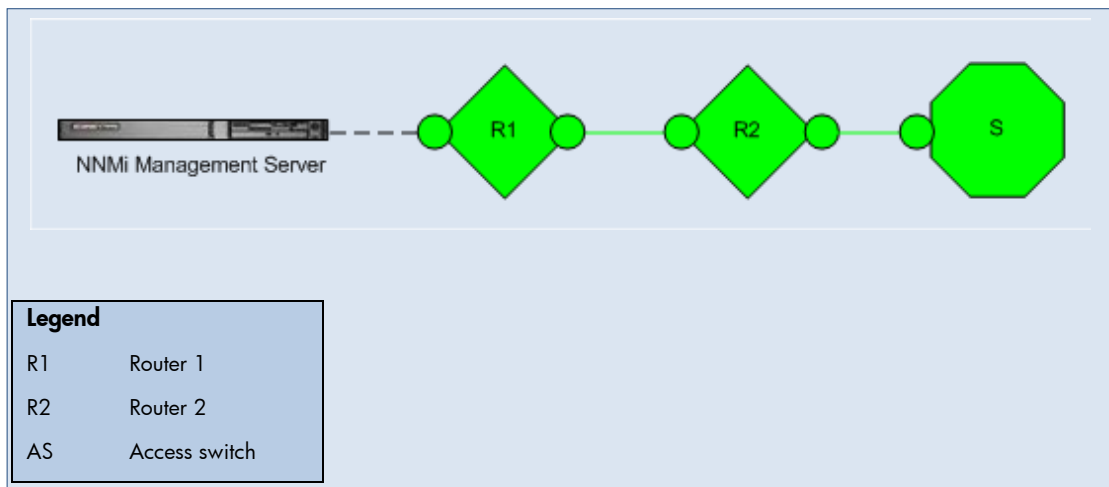 NNMi Management Server
R1
R2
S
Legend
R1 Router 1
R2 Router 2
AS Access switch